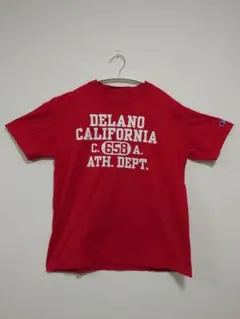 DELANO
CALIFORNIA
C. 658 A.
ATH. DEPT.